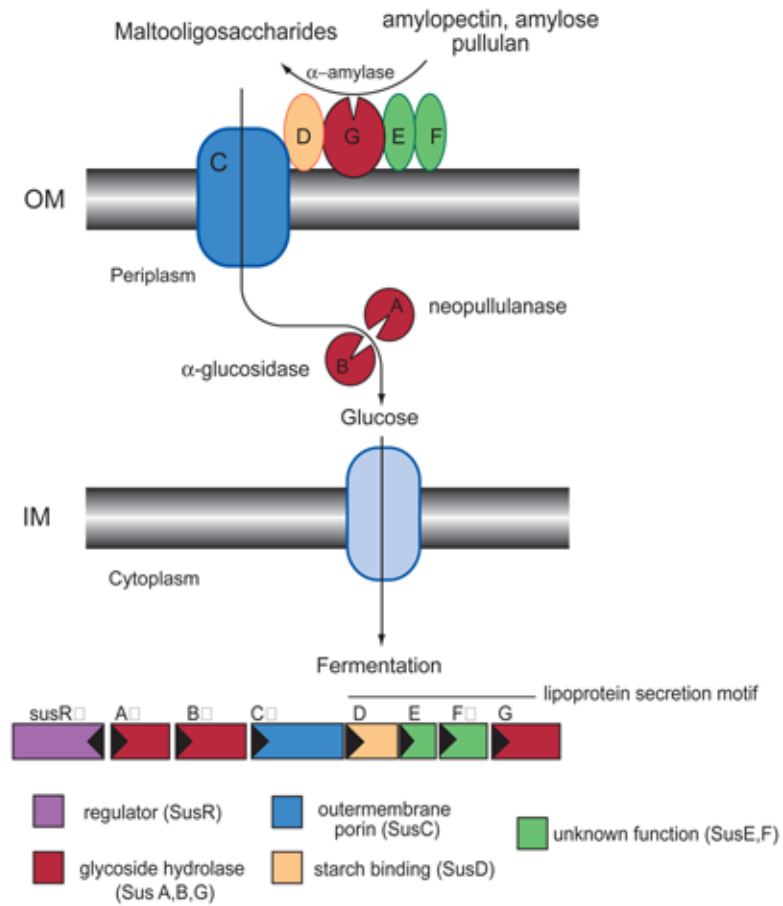 Maltooligosaccharides
amylopectin, amylose
pullulan
α–amylase
D
G
E
F
C
OM
Periplasm
A
neopullulanase
B
α-glucosidase
Glucose
IM
Cytoplasm
Fermentation
lipoprotein secretion motif
susR□ A□ B□ C□ D E F□ G
regulator (SusR)
outermembrane
porin (SusC)
unknown function (SusE,F)
glycoside hydrolase
(Sus A,B,G)
starch binding (SusD)